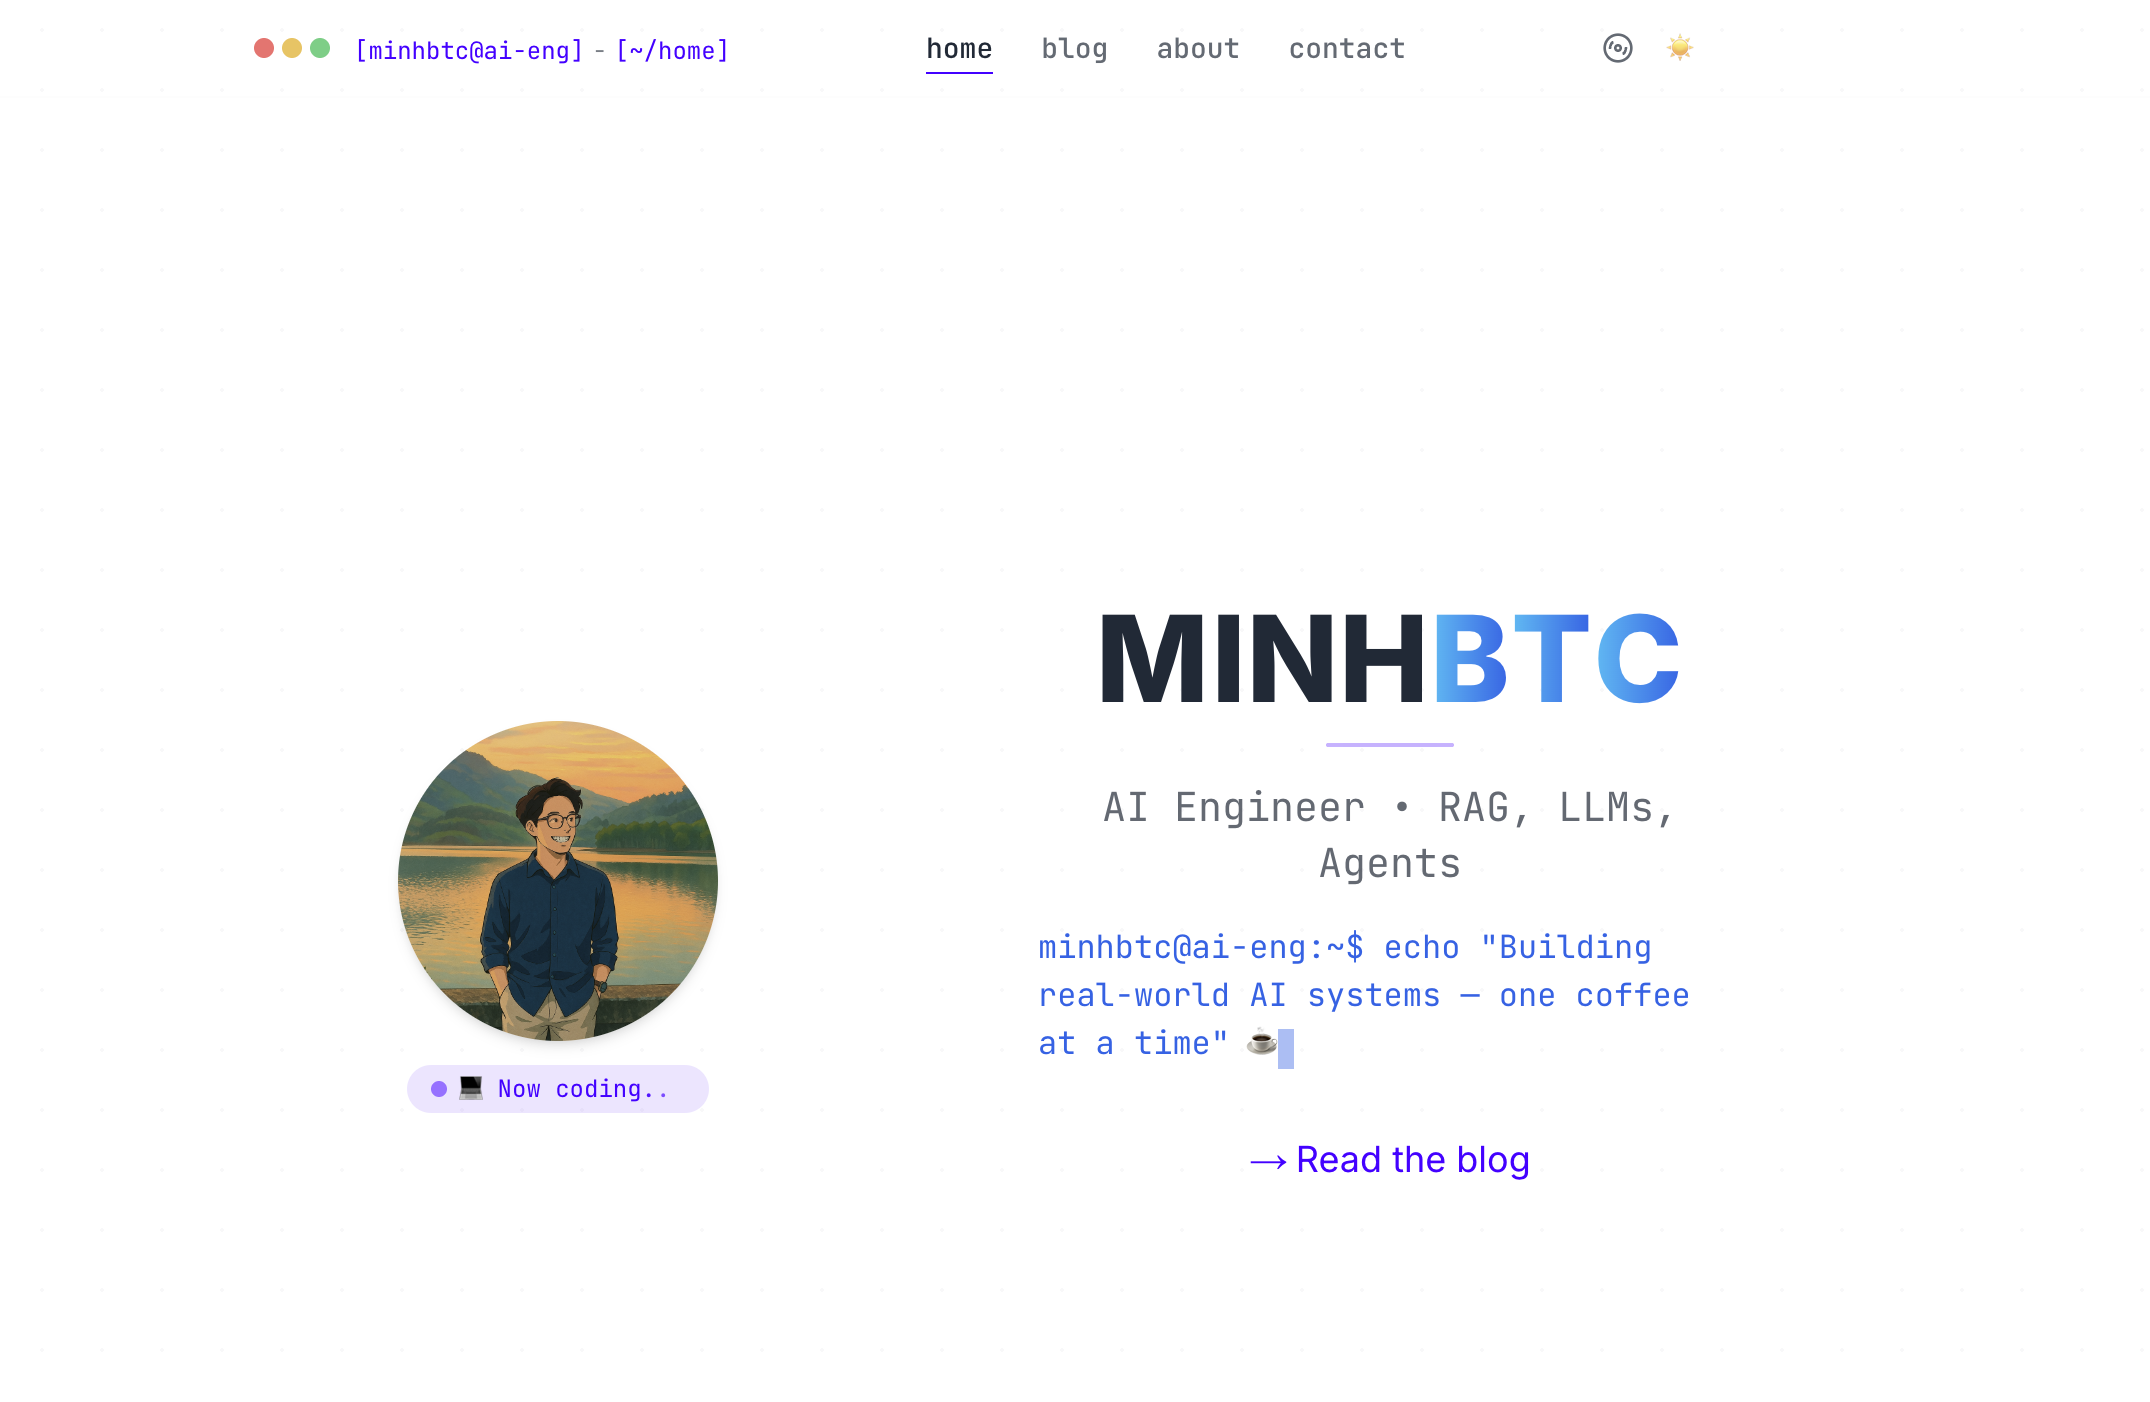 [minhbtc@ai-eng] - [~/home]
home blog about contact
MINHBTC
AI Engineer • RAG, LLMs,
Agents
minhbtc@ai-eng:~$ echo "Building
real-world AI systems — one coffee
at a time" ☕
💻 Now coding..
→ Read the blog